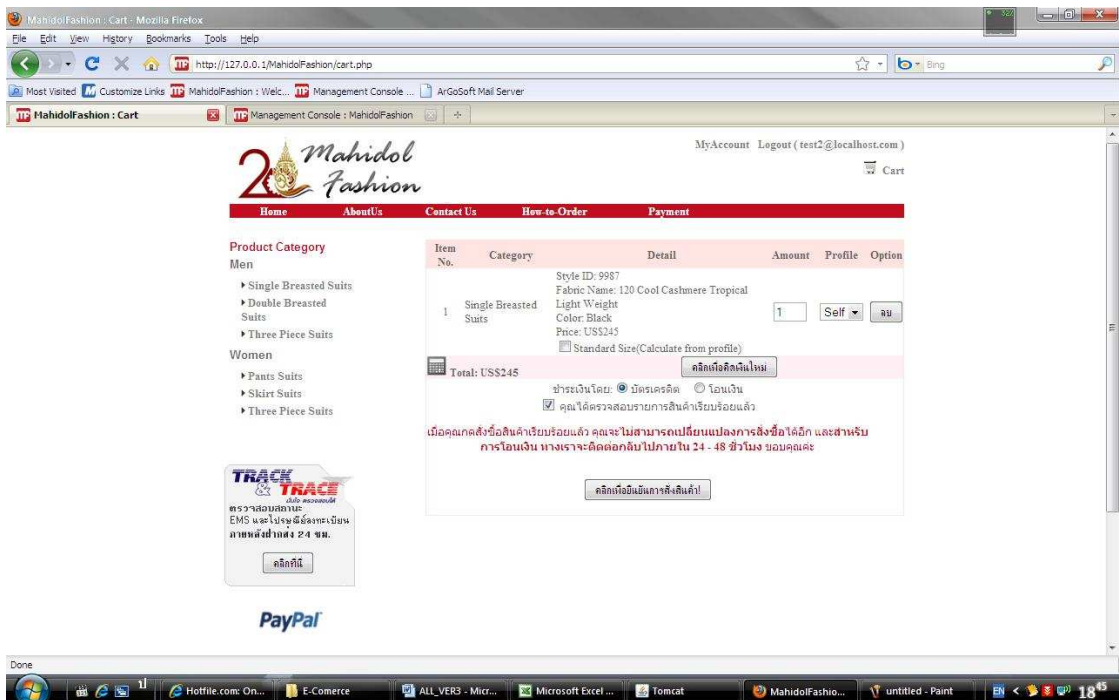 MahidolFashion : Cart - Mozilla Firefox
52%
File Edit View History Bookmarks Tools Help
http://127.0.0.1/MahidolFashion/cart.php
Bing
Most Visited Customize Links MahidolFashion : Welc... Management Console ... ArGoSoft Mail Server
MahidolFashion : Cart Management Console : MahidolFashion
Mahidol
Fashion
MyAccount Logout ( test2@localhost.com )
Cart
Home AboutUs Contact Us How-to-Order Payment
Product Category
Men
Single Breasted Suits
Double Breasted
Suits
Three Piece Suits
Women
Pants Suits
Skirt Suits
Three Piece Suits
Item
No. Category Detail Amount Profile Option
Style ID: 9987
Fabric Name: 120 Cool Cashmere Tropical
Light Weight
Color: Black
Price: US$245
1 Single Breasted
Suits
1 Self ลบ
Standard Size(Calculate from profile)
Total: US$245 คลิกเพื่อคิดเงินใหม่
ชำระเงินโดย: บัตรเครดิต โอนเงิน
คุณได้ตรวจสอบรายการสินค้าเรียบร้อยแล้ว
เมื่อคุณกดสั่งซื้อสินค้าเรียบร้อยแล้ว คุณจะไม่สามารถเปลี่ยนแปลงการสั่งซื้อได้อีก และสำหรับ
การโอนเงิน ทางเราจะติดต่อกลับไปภายใน 24 - 48 ชั่วโมง ขอบคุณค่ะ
คลิกเพื่อยืนยันการสั่งสินค้า!
TRACK
& TRACE
มั่นใจ ตรวจสอบได้
ตรวจสอบสถานะ
EMS และไปรษณีย์ลงทะเบียน
ภายหลังฝากส่ง 24 ชม.
คลิกที่นี่
PayPal
Done
Hotfile.com: On... E-Comerce ALL_VER3 - Micr... Microsoft Excel ... Tomcat MahidolFashio... untitled - Paint EN 18 45